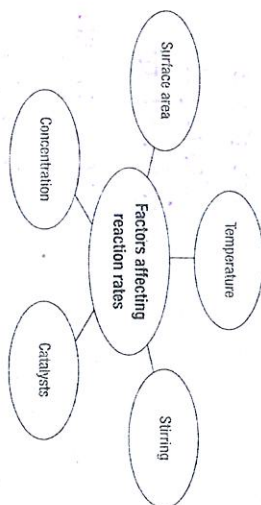 Temperature
Surface area
Stirring
Factors affecting
reaction rates
Concentration
Catalysts